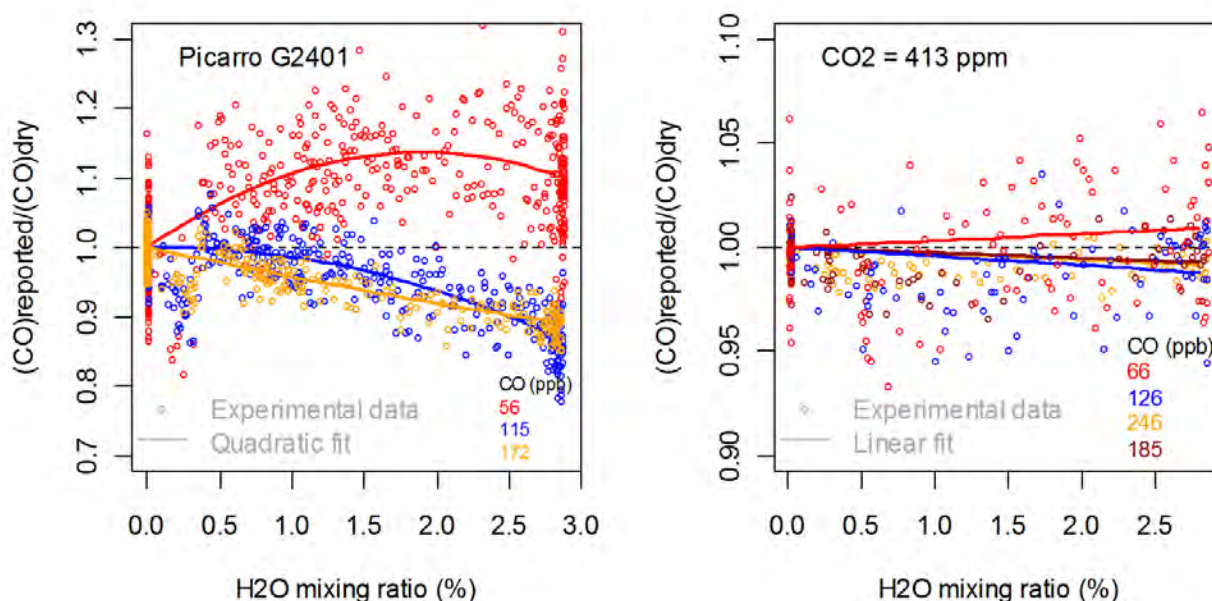 Picarro G2401
(CO)reported/(CO)dry
1.3
1.2
1.1
1.0
0.9
0.8
0.7
CO (ppb)
56
115
172
Experimental data
Quadratic fit
0.0 0.5 1.0 1.5 2.0 2.5 3.0
H2O mixing ratio (%)
CO2 = 413 ppm
(CO)reported/(CO)dry
1.10
1.05
1.00
0.95
0.90
CO (ppb)
66
126
246
185
Experimental data
Linear fit
0.0 0.5 1.0 1.5 2.0 2.5
H2O mixing ratio (%)